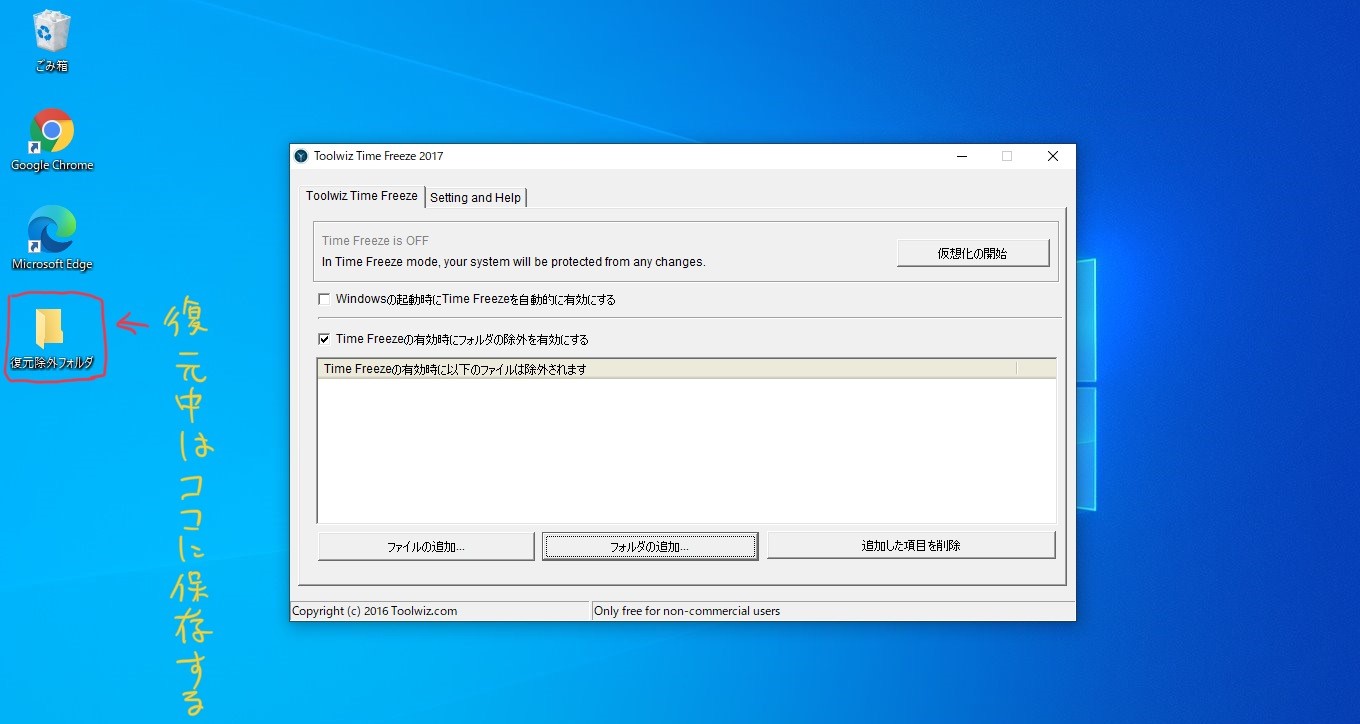 ごみ箱
Google Chrome
Microsoft Edge
復元除外フォルダ
復元中はココに保存する
Toolwiz Time Freeze 2017
Toolwiz Time Freeze
Setting and Help
Time Freeze is OFF
In Time Freeze mode, your system will be protected from any changes.
仮想化の開始
Windowsの起動時にTime Freezeを自動的に有効にする
Time Freezeの有効時にフォルダの除外を有効にする
Time Freezeの有効時に以下のファイルは除外されます
ファイルの追加...
フォルダの追加...
追加した項目を削除
Copyright (c) 2016 Toolwiz.com
Only free for non-commercial users